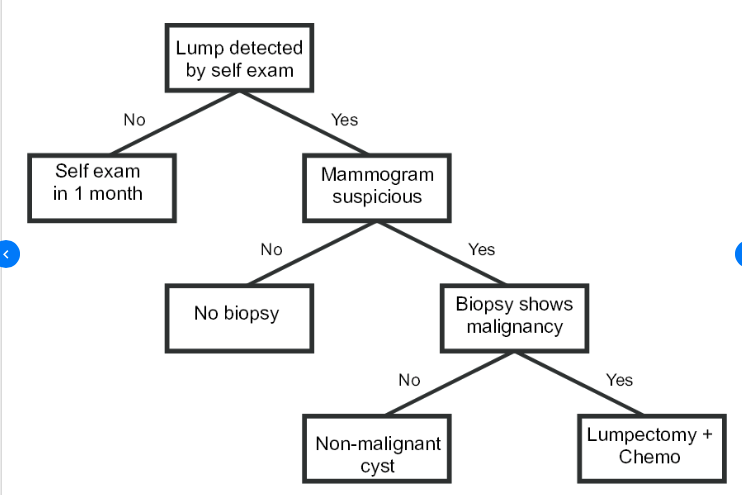 Lump detected
by self exam
No
Yes
Self exam
in 1 month
Mammogram
suspicious
No
Yes
No biopsy
Biopsy shows
malignancy
No
Yes
Non-malignant
cyst
Lumpectomy +
Chemo